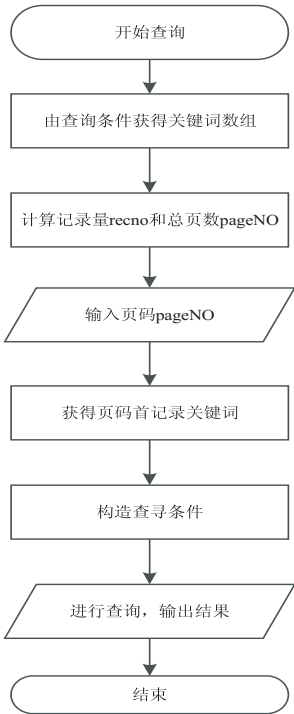 开始查询
由查询条件获得关键词数组
计算记录量recno和总页数pageNO
输入页码pageNO
获得页码首记录关键词
构造查寻条件
进行查询，输出结果
结束